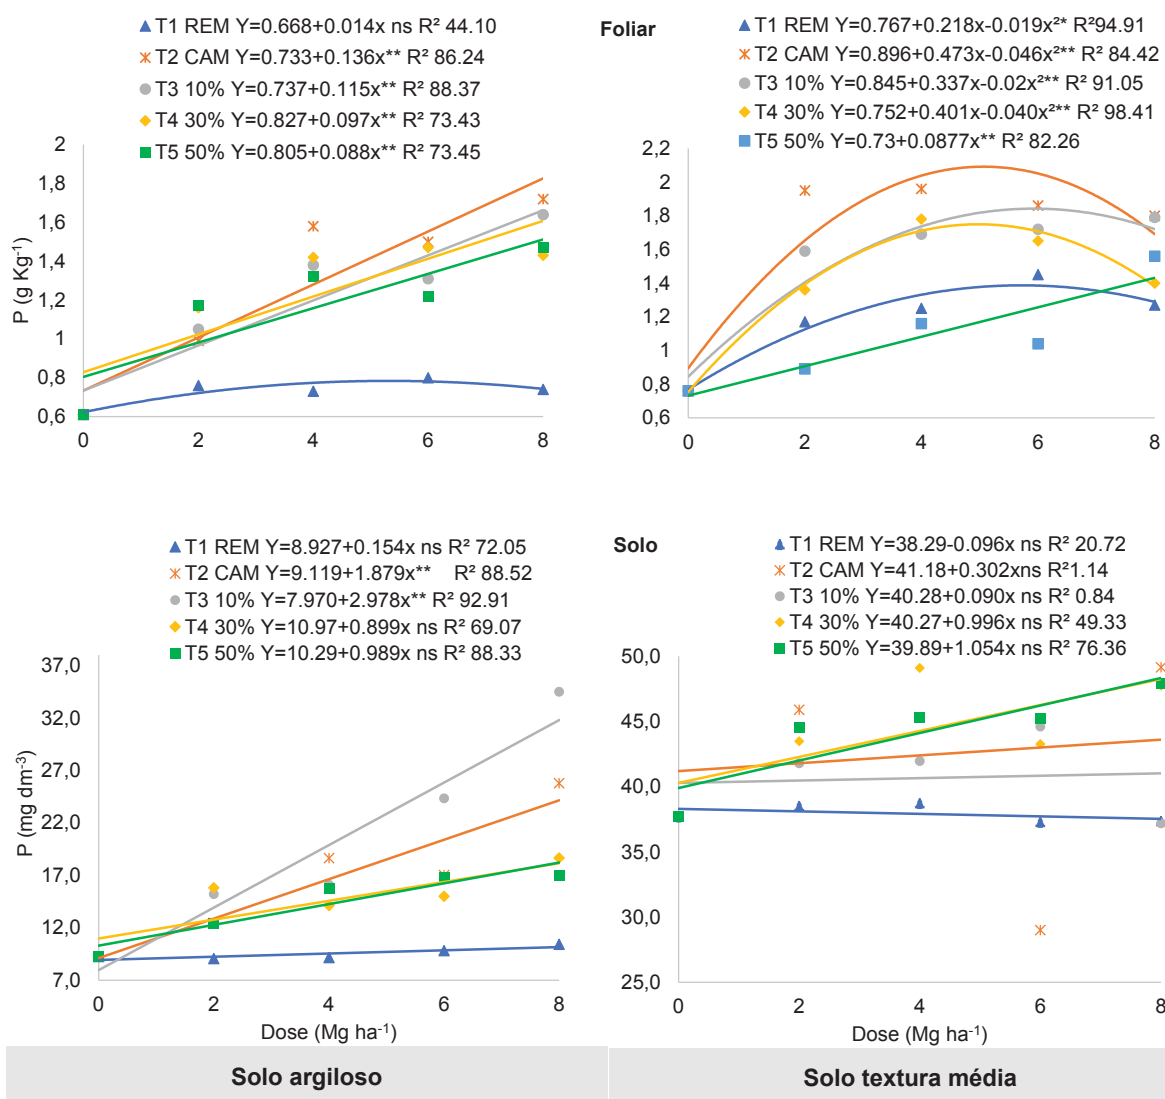 T1 REM Y=0.668+0.014x ns R² 44.10
T2 CAM Y=0.733+0.136x** R² 86.24
T3 10% Y=0.737+0.115x** R² 88.37
T4 30% Y=0.827+0.097x** R² 73.43
T5 50% Y=0.805+0.088x** R² 73.45
P (g Kg-¹)
2
1,8
1,6
1,4
1,2
1
0,8
0,6
0 2 4 6 8
Foliar
T1 REM Y=0.767+0.218x-0.019x²* R²94.91
T2 CAM Y=0.896+0.473x-0.046x²** R² 84.42
T3 10% Y=0.845+0.337x-0.02x²** R² 91.05
T4 30% Y=0.752+0.401x-0.040x²** R² 98.41
T5 50% Y=0.73+0.0877x** R² 82.26
2,2
2
1,8
1,6
1,4
1,2
1
0,8
0,6
0 2 4 6 8
T1 REM Y=8.927+0.154x ns R² 72.05
T2 CAM Y=9.119+1.879x** R² 88.52
T3 10% Y=7.970+2.978x** R² 92.91
T4 30% Y=10.97+0.899x ns R² 69.07
T5 50% Y=10.29+0.989x ns R² 88.33
P (mg dm-³)
37,0
32,0
27,0
22,0
17,0
12,0
7,0
0 2 4 6 8
Dose (Mg ha-¹)
Solo
T1 REM Y=38.29-0.096x ns R² 20.72
T2 CAM Y=41.18+0.302xns R²1.14
T3 10% Y=40.28+0.090x ns R² 0.84
T4 30% Y=40.27+0.996x ns R² 49.33
T5 50% Y=39.89+1.054x ns R² 76.36
50,0
45,0
40,0
35,0
30,0
25,0
0 2 4 6 8
Dose (Mg ha-¹)
Solo argiloso
Solo textura média